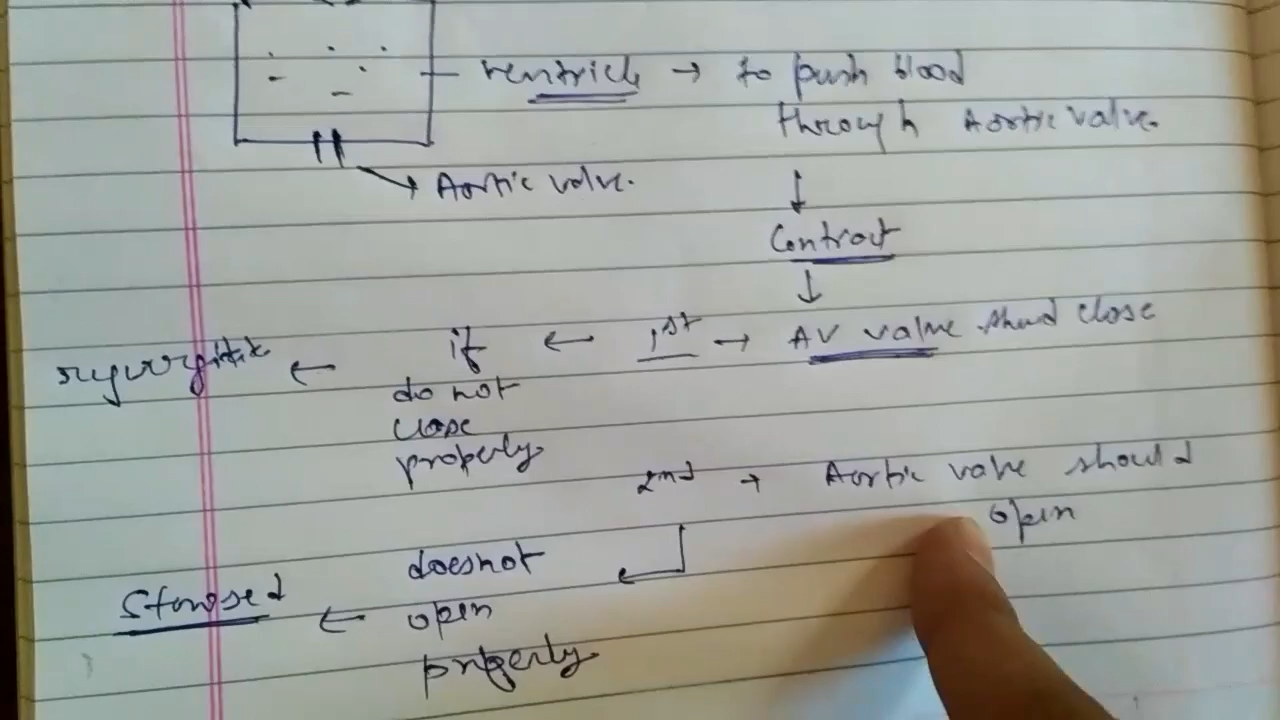 ventricle → to push blood
through Aortic valve.
→ Aortic valve.
↓
Contract
↓
← if ← 1st → AV valve should close
do not
close
properly
2nd → Aortic valve should
open
doesnot
Stenosed ← open
properly